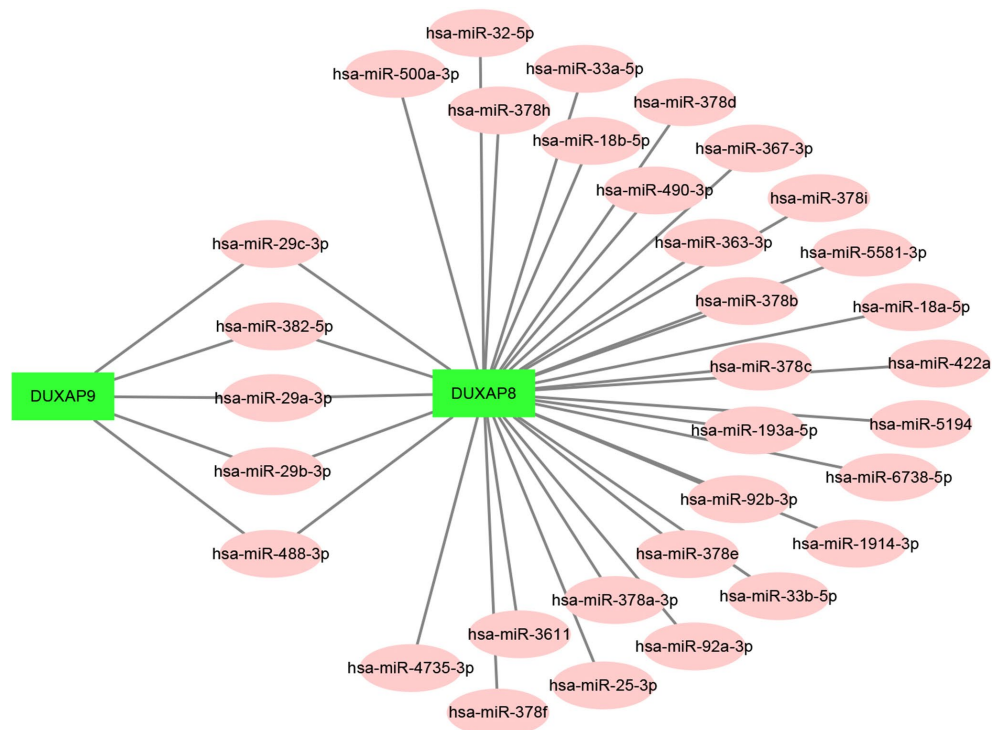 hsa-miR-32-5p
hsa-miR-500a-3p
hsa-miR-33a-5p
hsa-miR-378h
hsa-miR-378d
hsa-miR-18b-5p
hsa-miR-367-3p
hsa-miR-490-3p
hsa-miR-378i
hsa-miR-29c-3p
hsa-miR-363-3p
hsa-miR-5581-3p
hsa-miR-378b
hsa-miR-18a-5p
hsa-miR-382-5p
hsa-miR-378c
hsa-miR-422a
DUXAP9
hsa-miR-29a-3p
DUXAP8
hsa-miR-5194
hsa-miR-193a-5p
hsa-miR-29b-3p
hsa-miR-6738-5p
hsa-miR-92b-3p
hsa-miR-1914-3p
hsa-miR-488-3p
hsa-miR-378e
hsa-miR-33b-5p
hsa-miR-378a-3p
hsa-miR-3611
hsa-miR-92a-3p
hsa-miR-4735-3p
hsa-miR-25-3p
hsa-miR-378f